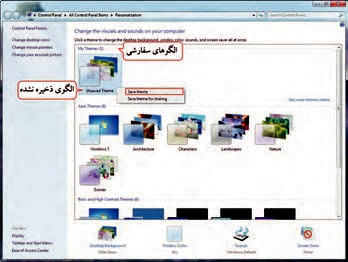 Control Panel ▸ All Control Panel Items ▸ Personalization
Control Panel Home
Change desktop icons
Change mouse pointers
Change your account picture
Change the visuals and sounds on your computer
Click a theme to change the desktop background, window color, sounds, and screen saver all at once.
My Themes (1)
الگوهای سفارشی
الگوی ذخیره نشده
Unsaved Theme
Save theme
Save theme for sharing
Get more themes online
Aero Themes (6)
Windows 7
Architecture
Characters
Landscapes
Nature
Scenes
Basic and High Contrast Themes (6)
See also
Display
Taskbar and Start Menu
Ease of Access Center
Desktop Background
Slide Show
Window Color
Sky
Sounds
Windows Default
Screen Saver
None